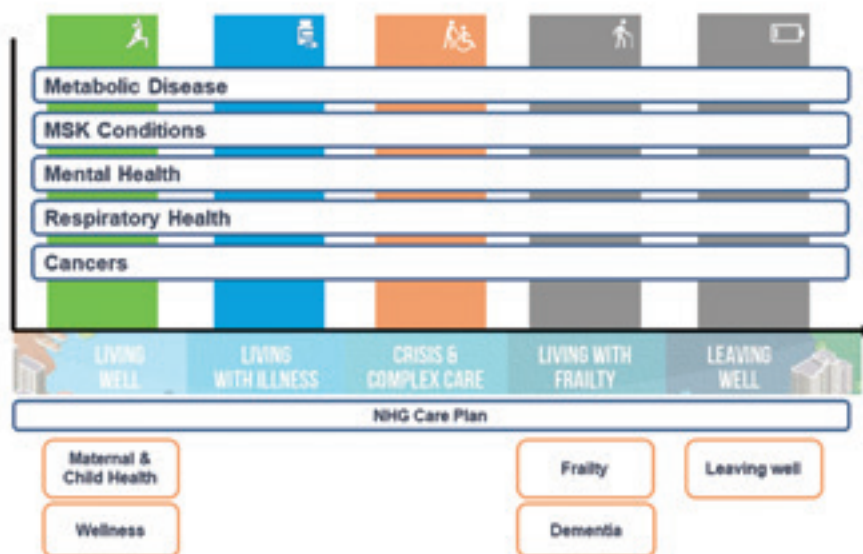 Metabolic Disease
MSK Conditions
Mental Health
Respiratory Health
Cancers
LIVING
WELL
LIVING
WITH ILLNESS
CRISIS &
COMPLEX CARE
LIVING WITH
FRAILTY
LEAVING
WELL
NHG Care Plan
Maternal &
Child Health
Frailty
Leaving well
Wellness
Dementia